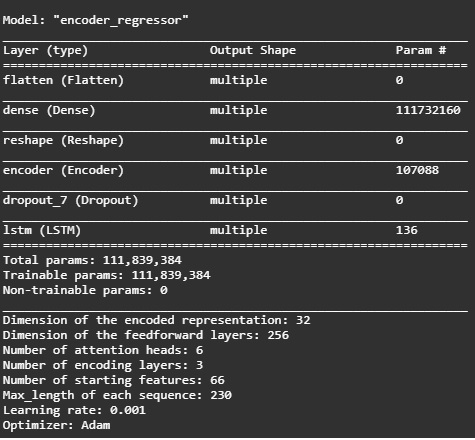 Model: "encoder_regressor"
Layer (type) Output Shape Param #
flatten (Flatten) multiple 0
dense (Dense) multiple 111732160
reshape (Reshape) multiple 0
encoder (Encoder) multiple 107088
dropout_7 (Dropout) multiple 0
lstm (LSTM) multiple 136
Total params: 111,839,384
Trainable params: 111,839,384
Non-trainable params: 0
Dimension of the encoded representation: 32
Dimension of the feedforward layers: 256
Number of attention heads: 6
Number of encoding layers: 3
Number of starting features: 66
Max_length of each sequence: 230
Learning rate: 0.001
Optimizer: Adam